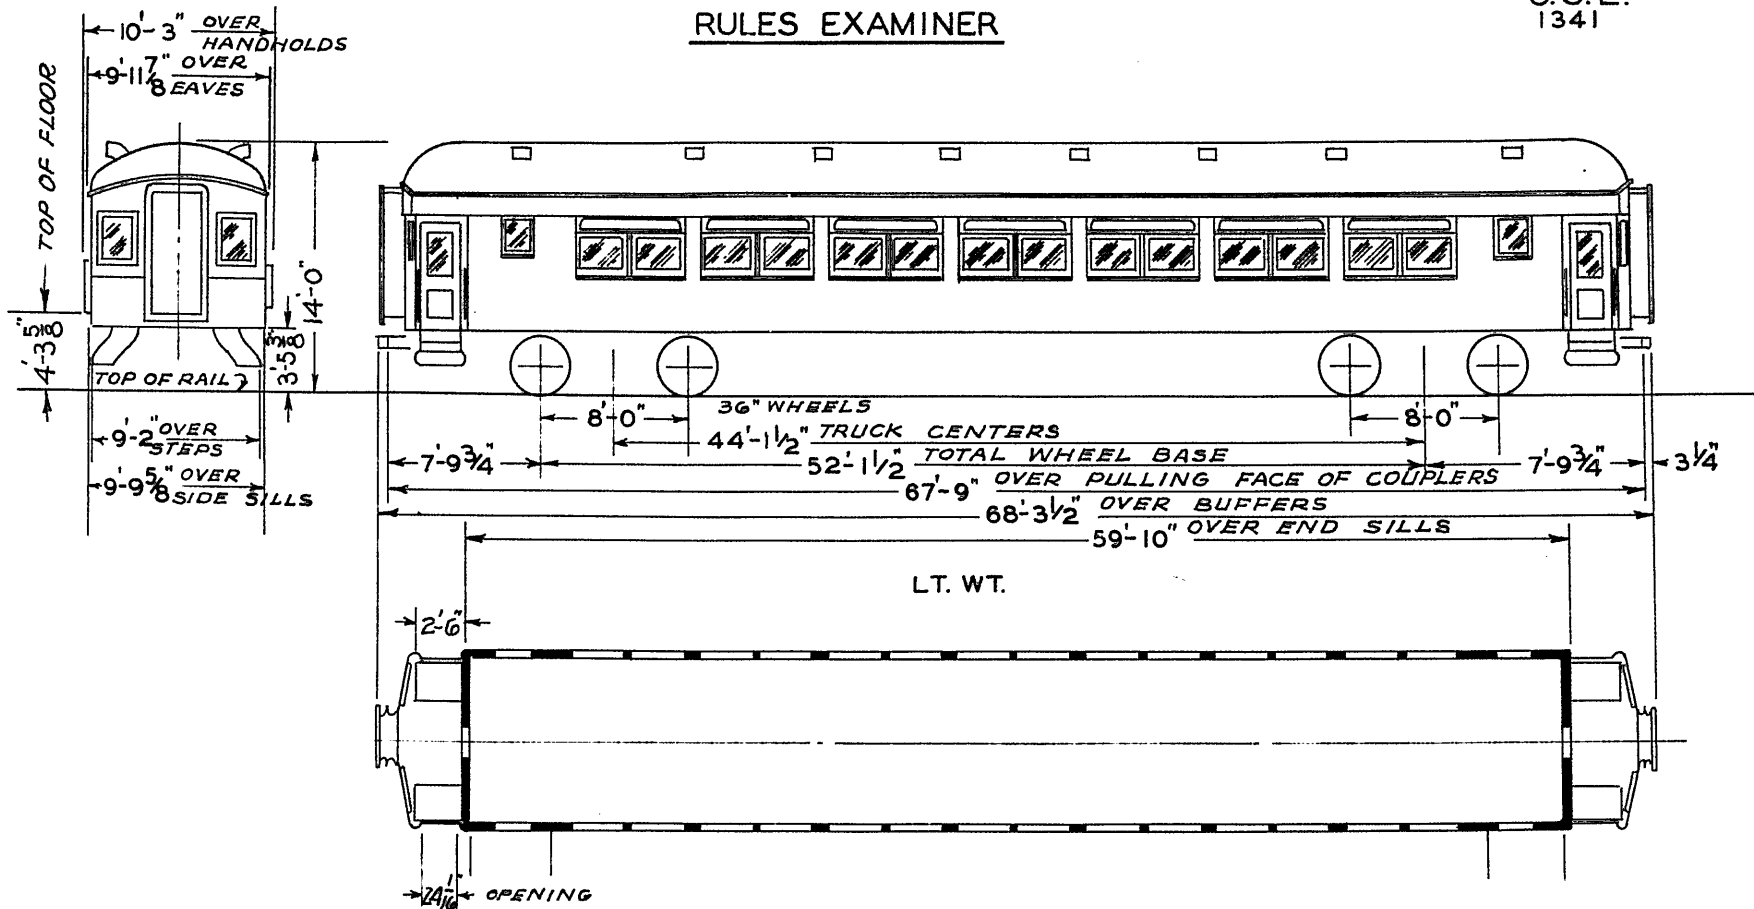 RULES EXAMINER
1341
10'-3" OVER
HANDHOLDS
9'-11 7/8" OVER
EAVES
TOP OF FLOOR
4'-3 5/8"
14'-0"
3'-5 3/8"
TOP OF RAIL
9'-2" OVER
STEPS
9'-9 5/8" OVER
SIDE SILLS
36" WHEELS
8'-0"
8'-0"
44'-1 1/2" TRUCK CENTERS
7'-9 3/4"
52'-1 1/2" TOTAL WHEEL BASE
7'-9 3/4"
3 1/4"
67'-9" OVER PULLING FACE OF COUPLERS
68'-3 1/2" OVER BUFFERS
59'-10" OVER END SILLS
LT. WT.
2'-6"
24 1/16" OPENING